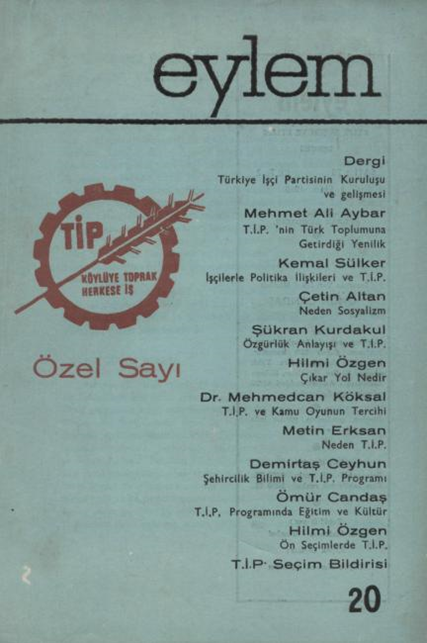 eylem
Dergi
Türkiye İşçi Partisinin Kuruluşu
ve gelişmesi
Mehmet Ali Aybar
T.İ.P. 'nin Türk Toplumuna
Getirdiği Yenilik
Kemal Sülker
İşçilerle Politika İlişkileri ve T.İ.P.
Çetin Altan
Neden Sosyalizm
Şükran Kurdakul
Özgürlük Anlayışı ve T.İ.P.
Hilmi Özgen
Çıkar Yol Nedir
Dr. Mehmedcan Köksal
T.İ.P. ve Kamu Oyunun Tercihi
Metin Erksan
Neden T.İ.P.
Demirtaş Ceyhun
Şehircilik Bilimi ve T.İ.P. Programı
Ömür Candaş
T.İ.P. Programında Eğitim ve Kültür
Hilmi Özgen
Ön Seçimlerde T.İ.P.
T.İ.P. Seçim Bildirisi
TİP
KÖYLÜYE TOPRAK
HERKESE İŞ
Özel Sayı
20